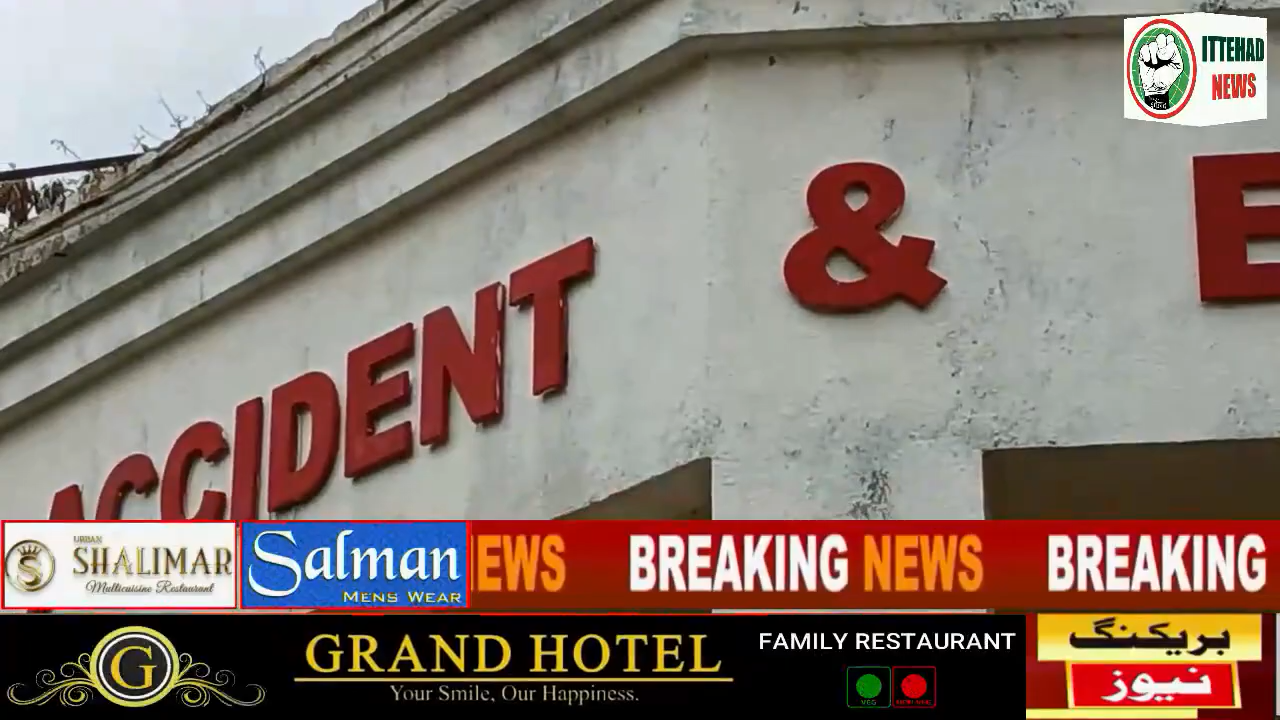 ITTEHAD
NEWS
ACCIDENT & E
URBAN
SHALIMAR
Multicuisine Restaurant
Salman
MENS WEAR
EWS BREAKING NEWS BREAKING
G
GRAND HOTEL
Your Smile, Our Happiness.
FAMILY RESTAURANT
VEG
بریکنگ
نیوز